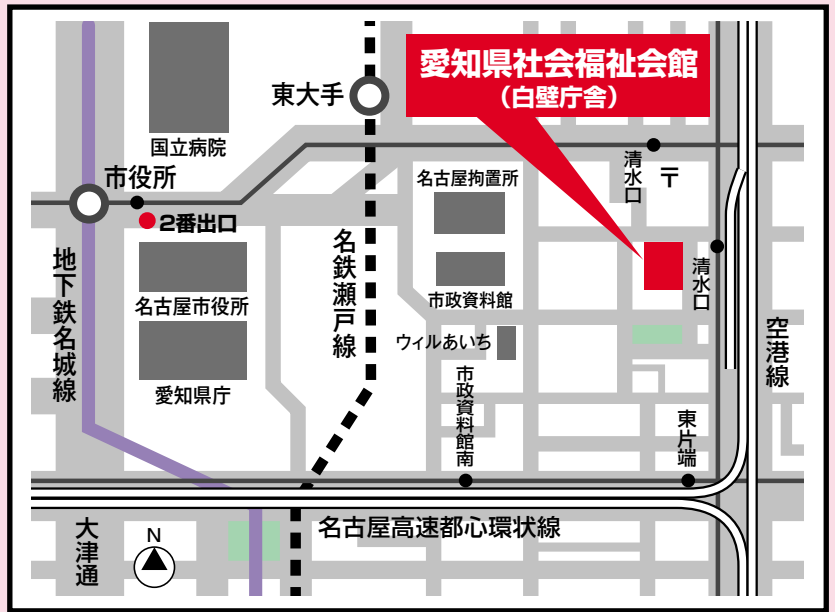 愛知県社会福祉会館
（白壁庁舎）
東大手
国立病院
市役所
2番出口
清水口
〒
名古屋拘置所
市政資料館
清水口
名古屋市役所
名鉄瀬戸線
地下鉄名城線
ウィルあいち
空港線
愛知県庁
市政資料館南
東片端
名古屋高速都心環状線
大津通
N